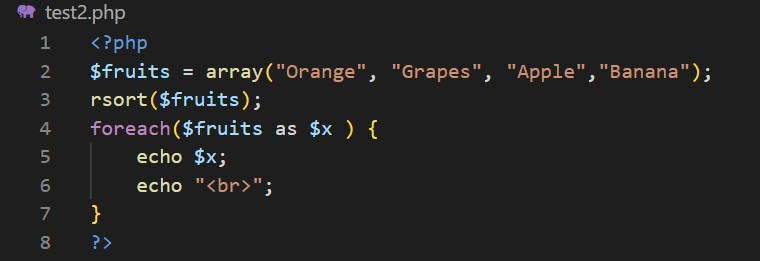 test2.php
1 <?php
2 $fruits = array("Orange", "Grapes", "Apple","Banana");
3 rsort($fruits);
4 foreach($fruits as $x ) {
5     echo $x;
6     echo "<br>";
7 }
8 ?>